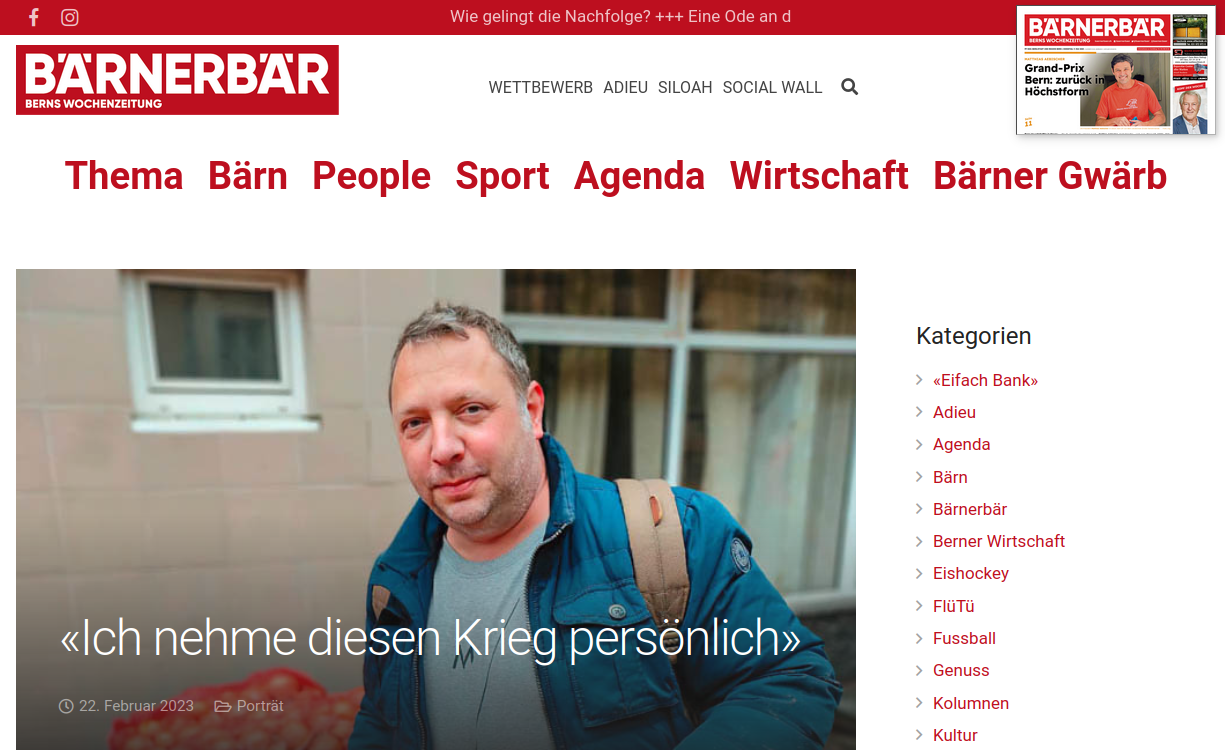 Wie gelingt die Nachfolge? +++ Eine Ode an d
BÄRNERBÄR
BERNS WOCHENZEITUNG
WETTBEWERB ADIEU SILOAH SOCIAL WALL
BÄRNERBÄR
BERNS WOCHENZEITUNG
Grand-Prix
Bern: zurück in
Höchstform
11
Thema Bärn People Sport Agenda Wirtschaft Bärner Gwärb
«Ich nehme diesen Krieg persönlich»
22. Februar 2023 Porträt
Kategorien
«Eifach Bank»
Adieu
Agenda
Bärn
Bärnerbär
Berner Wirtschaft
Eishockey
FlüTü
Fussball
Genuss
Kolumnen
Kultur